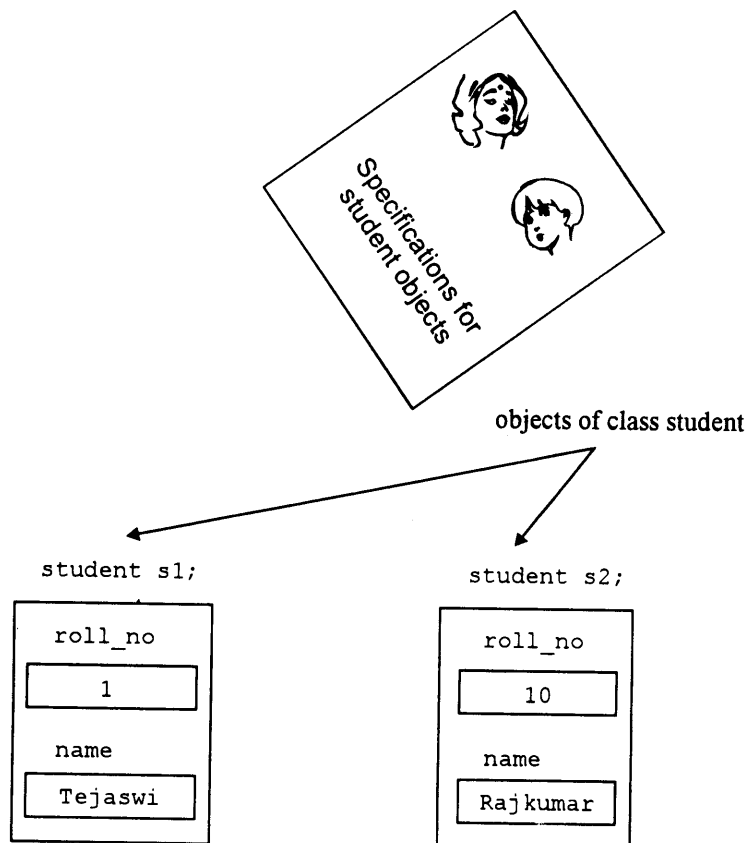 Specifications for
student objects
objects of class student
student s1;
roll_no
1
name
Tejaswi
student s2;
roll_no
10
name
Rajkumar